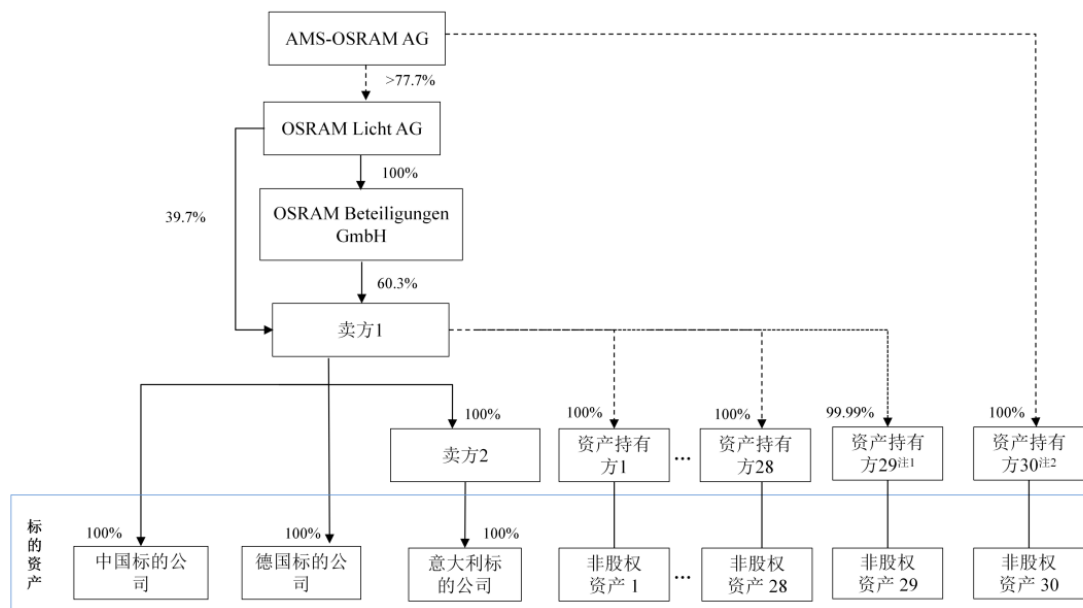 AMS-OSRAM AG
>77.7%
OSRAM Licht AG
100%
39.7%
OSRAM Beteiligungen
GmbH
60.3%
卖方1
100%
100%
100%
99.99%
100%
卖方2
资产持有
方1
...
资产持有
方28
资产持有
方29注1
资产持有
方30注2
标的资产
100%
100%
100%
中国标的公
司
德国标的公
司
意大利标
的公司
非股权
资产 1
...
非股权
资产 28
非股权
资产 29
非股权
资产 30